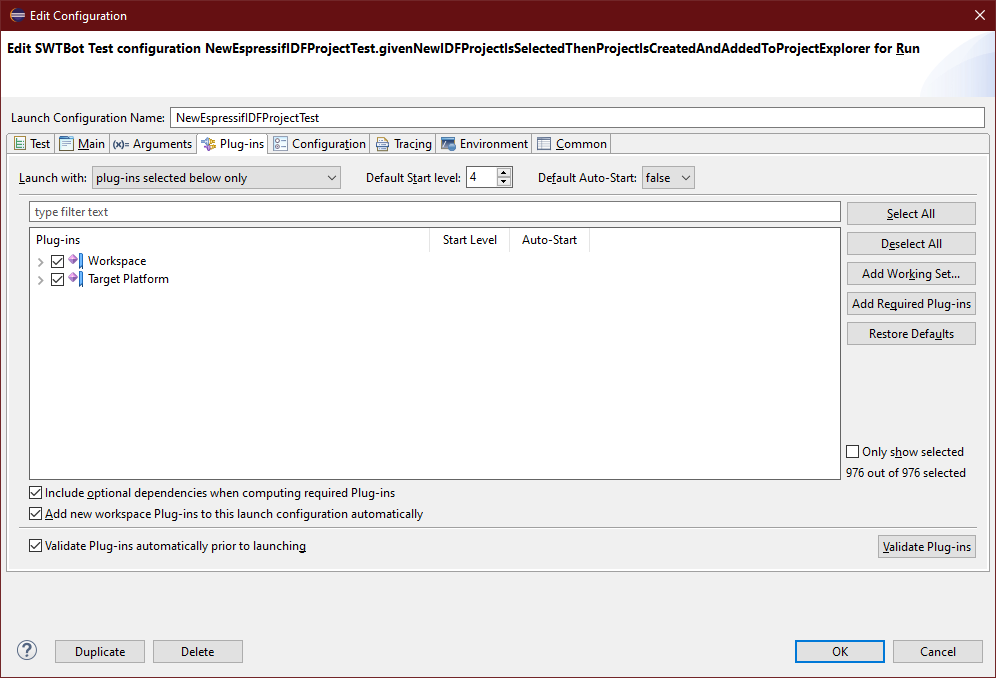 Edit Configuration
Edit SWTBot Test configuration NewEspressifIDFProjectTest.givenNewIDFProjectIsSelectedThenProjectIsCreatedAndAddedToProjectExplorer for Run
Launch Configuration Name: NewEspressifIDFProjectTest
Test Main (x)= Arguments Plug-ins Configuration Tracing Environment Common
Launch with: plug-ins selected below only Default Start level: 4 Default Auto-Start: false
type filter text
Select All
Plug-ins Start Level Auto-Start
Deselect All
Workspace
Add Working Set...
Target Platform
Add Required Plug-ins
Restore Defaults
Only show selected
976 out of 976 selected
Include optional dependencies when computing required Plug-ins
Add new workspace Plug-ins to this launch configuration automatically
Validate Plug-ins automatically prior to launching Validate Plug-ins
? Duplicate Delete OK Cancel